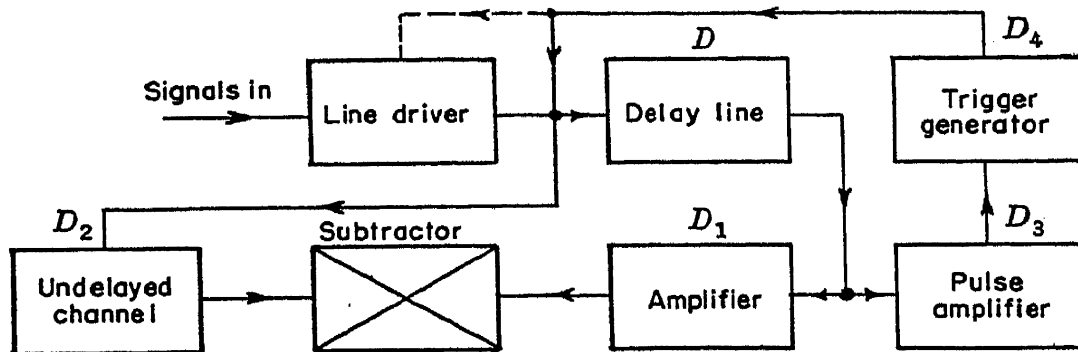 D
D₄
Signals in
Line driver
Delay line
Trigger
generator
D₂
Subtractor
D₁
D₃
Undelayed
channel
Amplifier
Pulse
amplifier